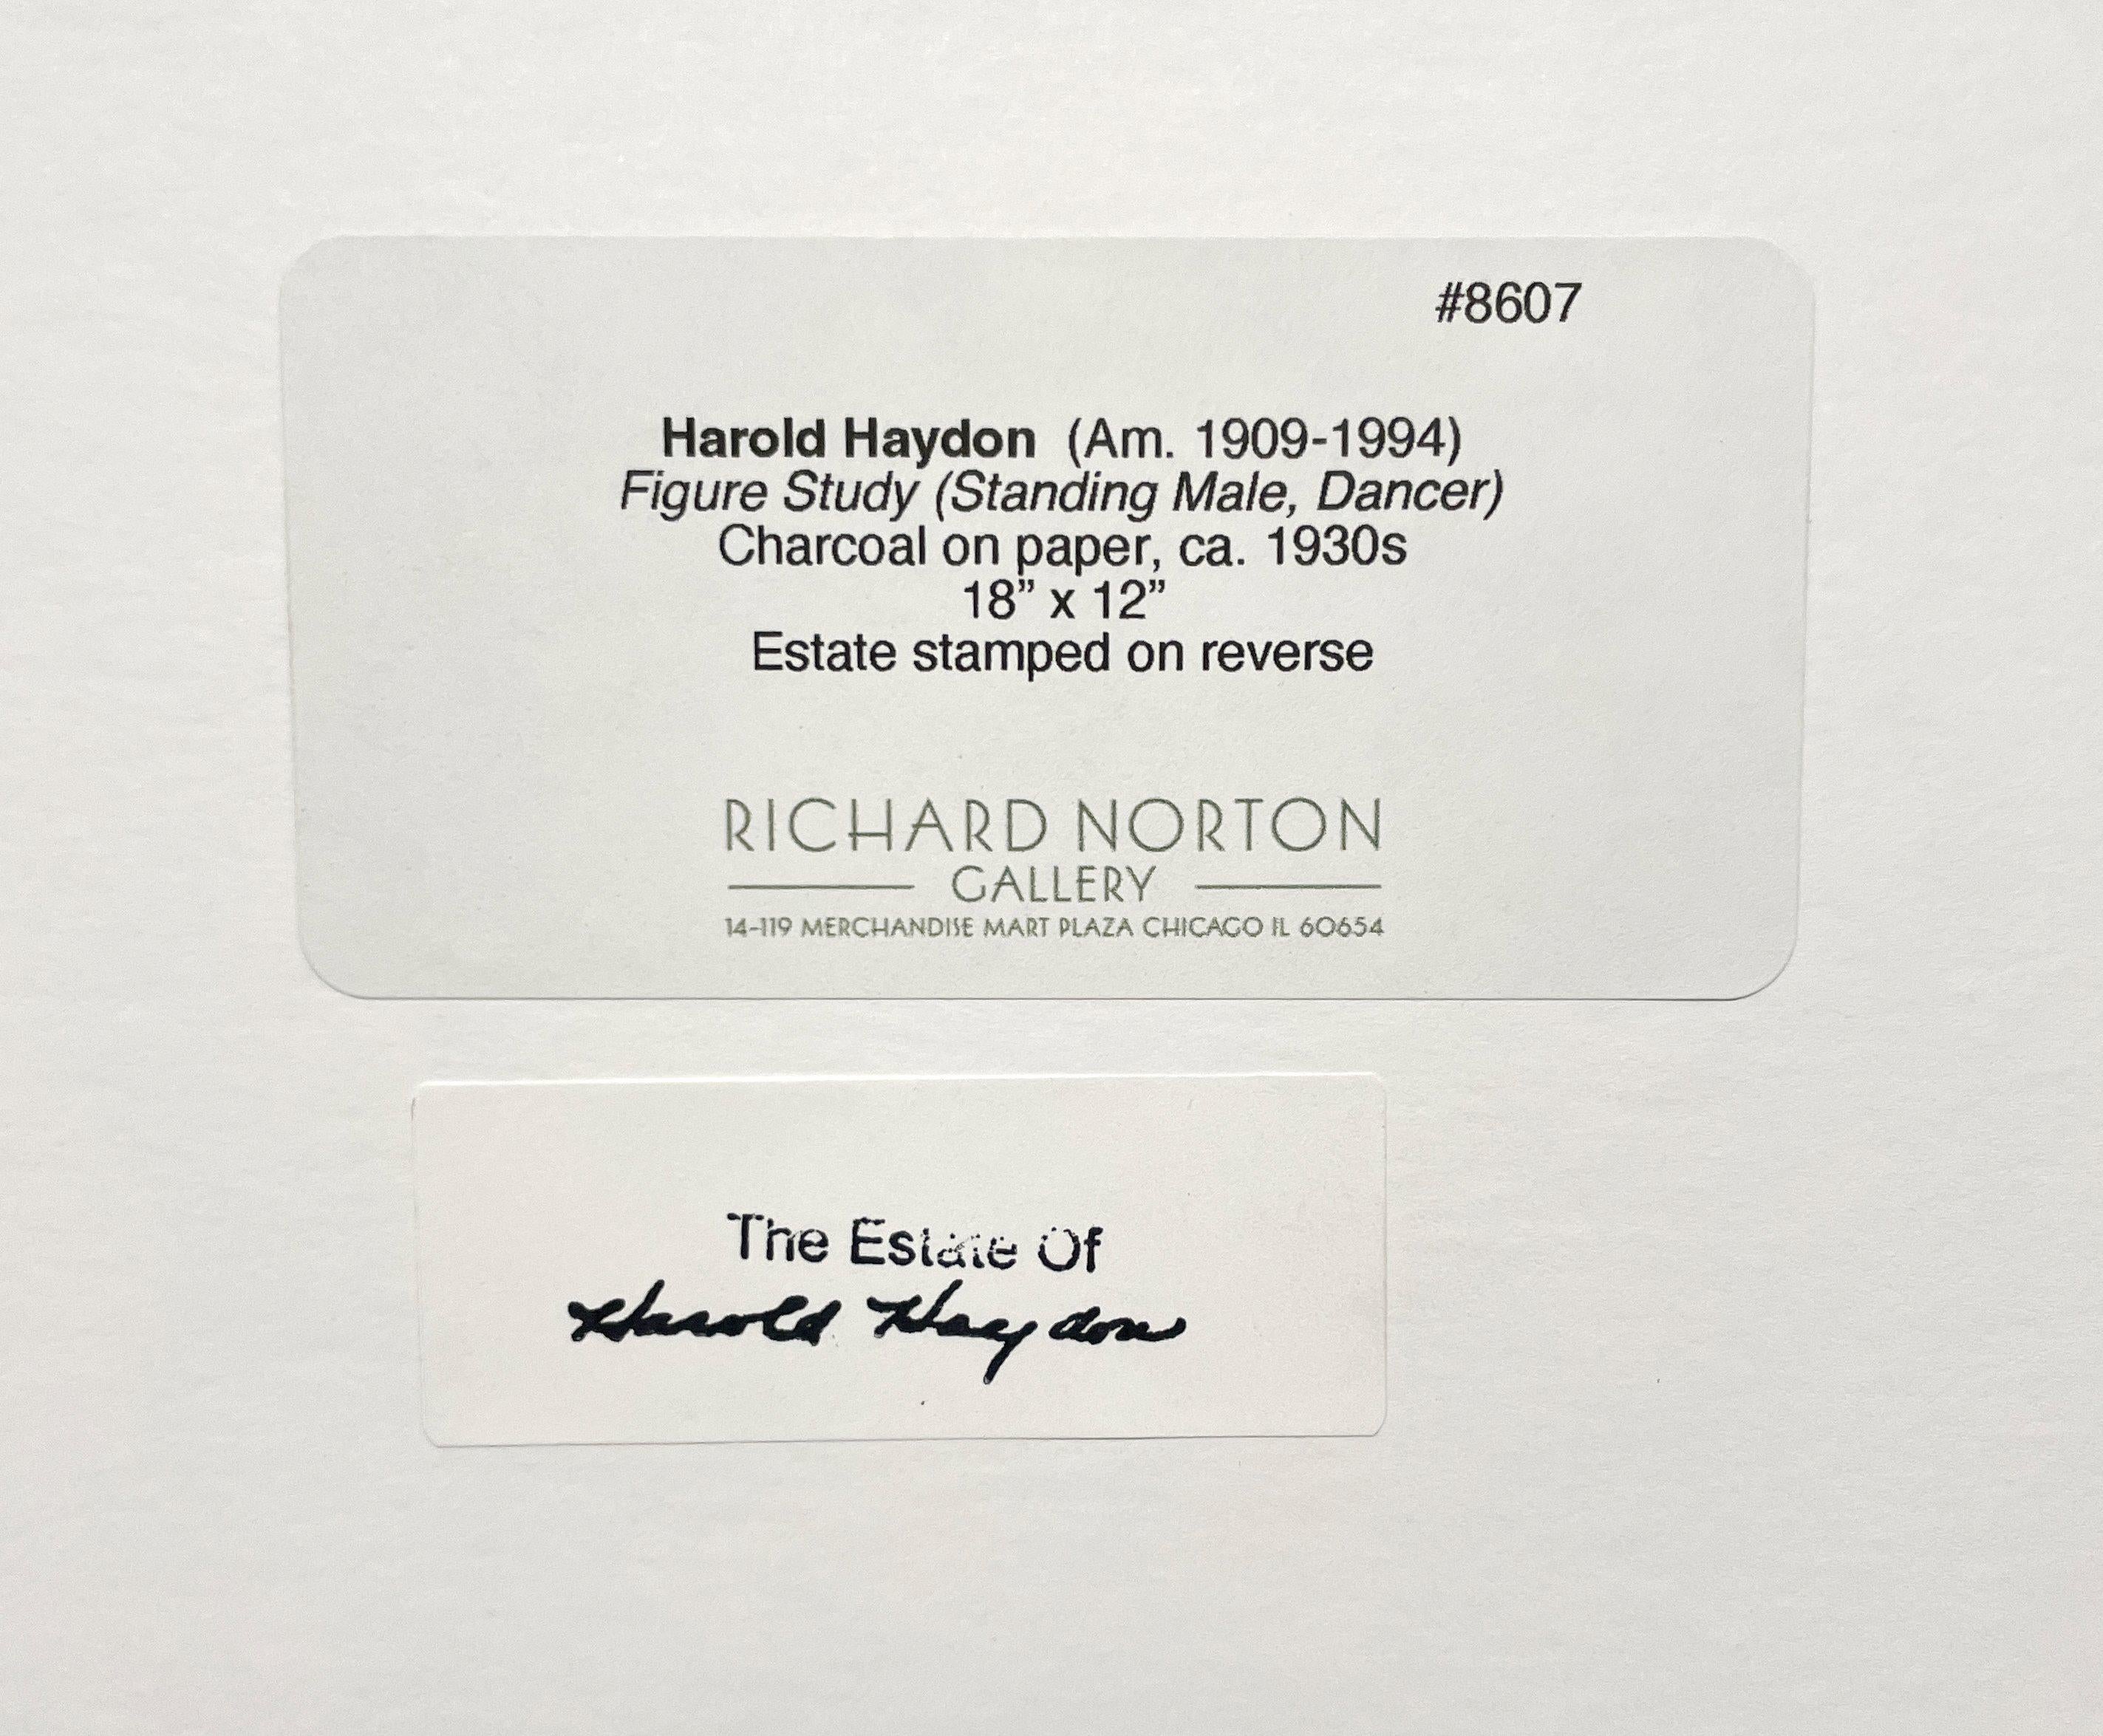 #8607
Harold Haydon (Am. 1909-1994)
Figure Study (Standing Male, Dancer)
Charcoal on paper, ca. 1930s
18” x 12”
Estate stamped on reverse
RICHARD NORTON
GALLERY
14-119 MERCHANDISE MART PLAZA CHICAGO IL 60654
The Estate Of
Harold Haydon